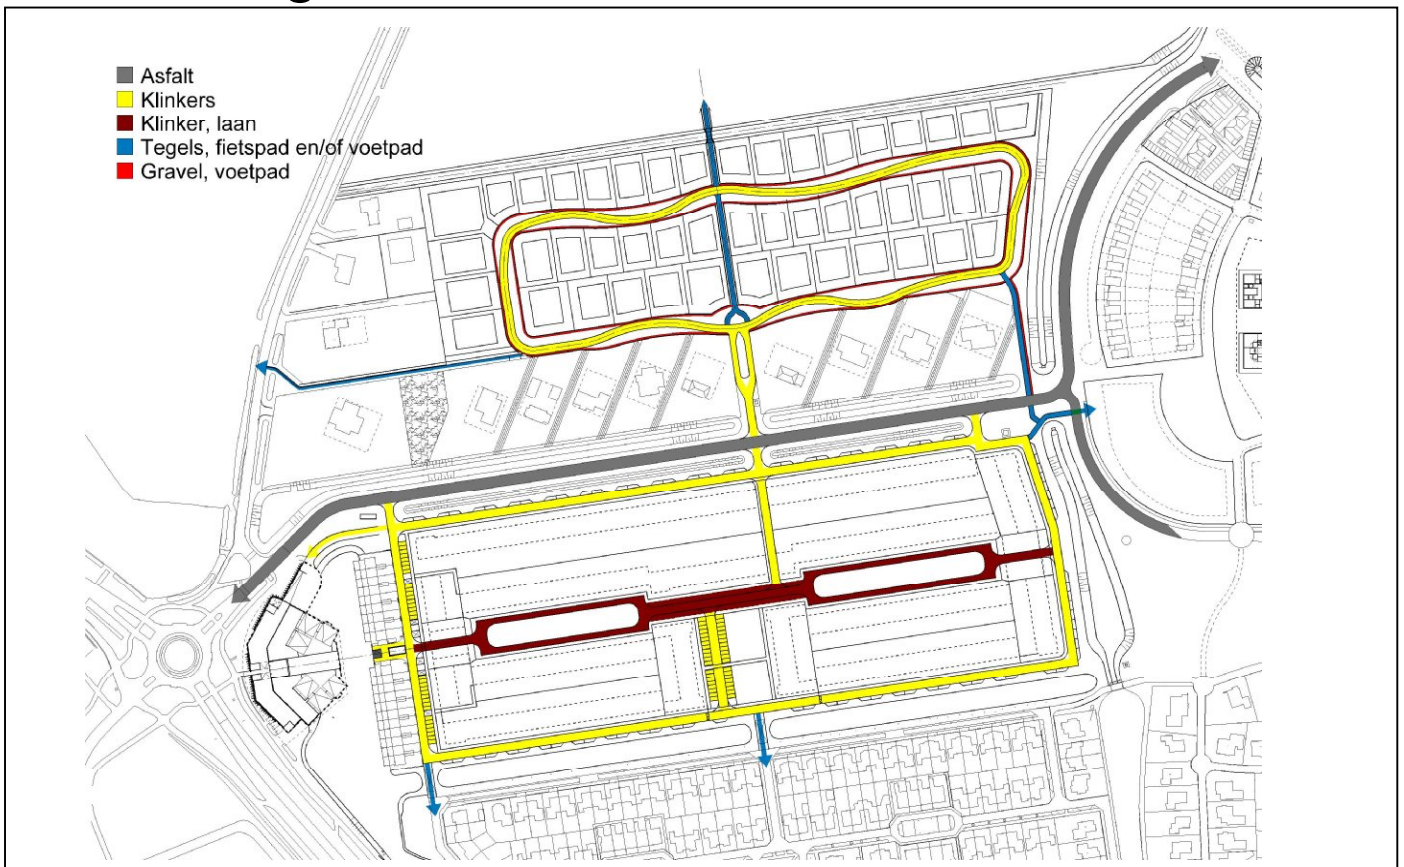 Asfalt
Klinkers
Klinker, laan
Tegels, fietspad en/of voetpad
Gravel, voetpad